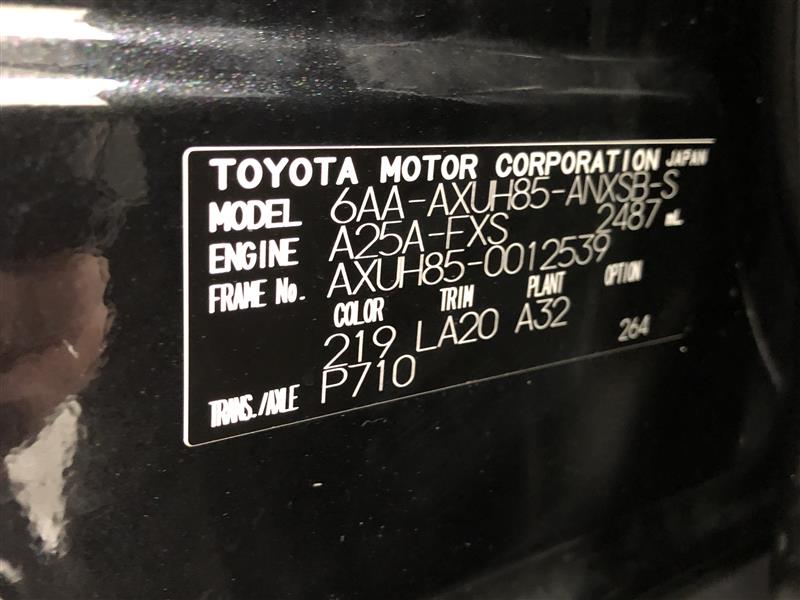 TOYOTA MOTOR CORPORATION JAPAN
MODEL 6AA-AXUH85-ANXSB-S
ENGINE A25A-FXS 2487 mL
FRAME No. AXUH85-0012539
COLOR TRIM PLANT OPTION
219 LA20 A32 264
TRANS./AXLE P710